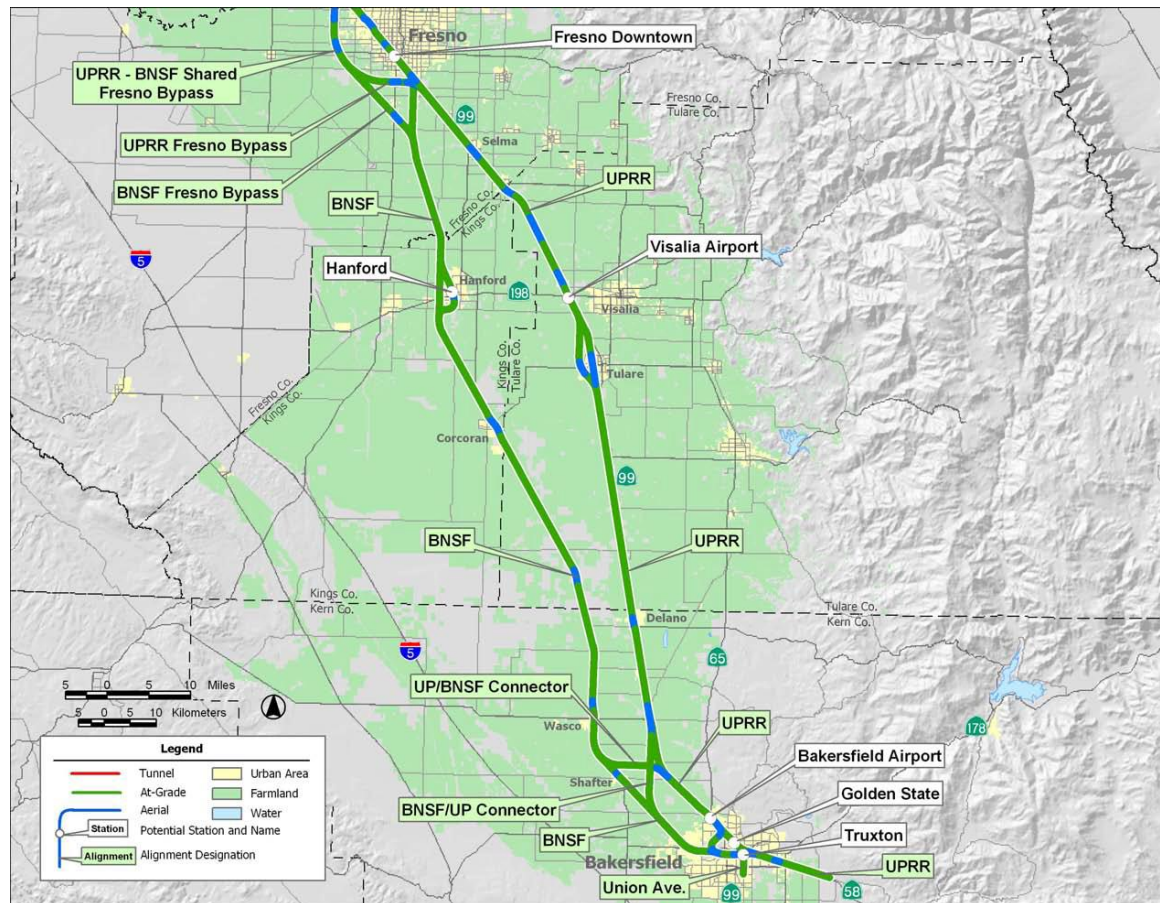 Fresno
Fresno Downtown
UPRR - BNSF Shared
Fresno Bypass
99
Fresno Co.
Tulare Co.
UPRR Fresno Bypass
Selma
BNSF Fresno Bypass
UPRR
BNSF
Fresno Co.
Kings Co.
Visalia Airport
5
Hanford
Hanford
198
Visalia
Kings Co.
Tulare Co.
Tulare
Fresno Co.
Kings Co.
Corcoran
99
BNSF
UPRR
Kings Co.
Kern Co.
Tulare Co.
Kern Co.
Delano
5
65
UP/BNSF Connector
5 0 5 10 Miles
5 0 5 10 Kilometers
UPRR
Wasco
178
Bakersfield Airport
Shafter
Golden State
BNSF/UP Connector
Truxton
BNSF
Bakersfield
UPRR
Union Ave.
99
58
Legend
Tunnel
At-Grade
Aerial
Station Potential Station and Name
Alignment Alignment Designation
Urban Area
Farmland
Water